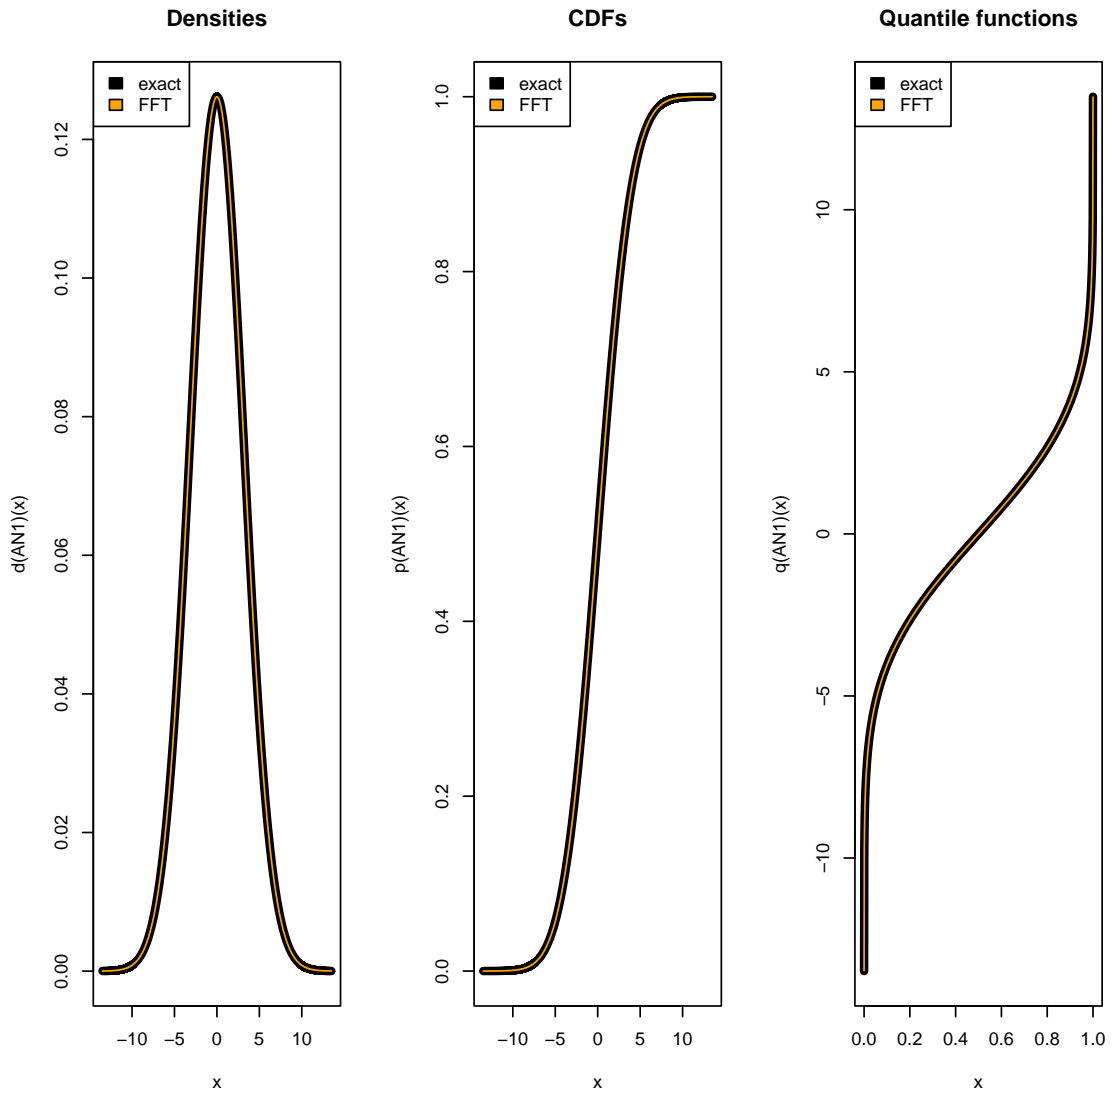 Densities
exact
FFT
d(AN1)(x)
0.12
0.10
0.08
0.06
0.04
0.02
0.00
−10 −5 0 5 10
x
CDFs
exact
FFT
p(AN1)(x)
1.0
0.8
0.6
0.4
0.2
0.0
−10 −5 0 5 10
x
Quantile functions
exact
FFT
q(AN1)(x)
10
5
0
−5
−10
0.0 0.2 0.4 0.6 0.8 1.0
x